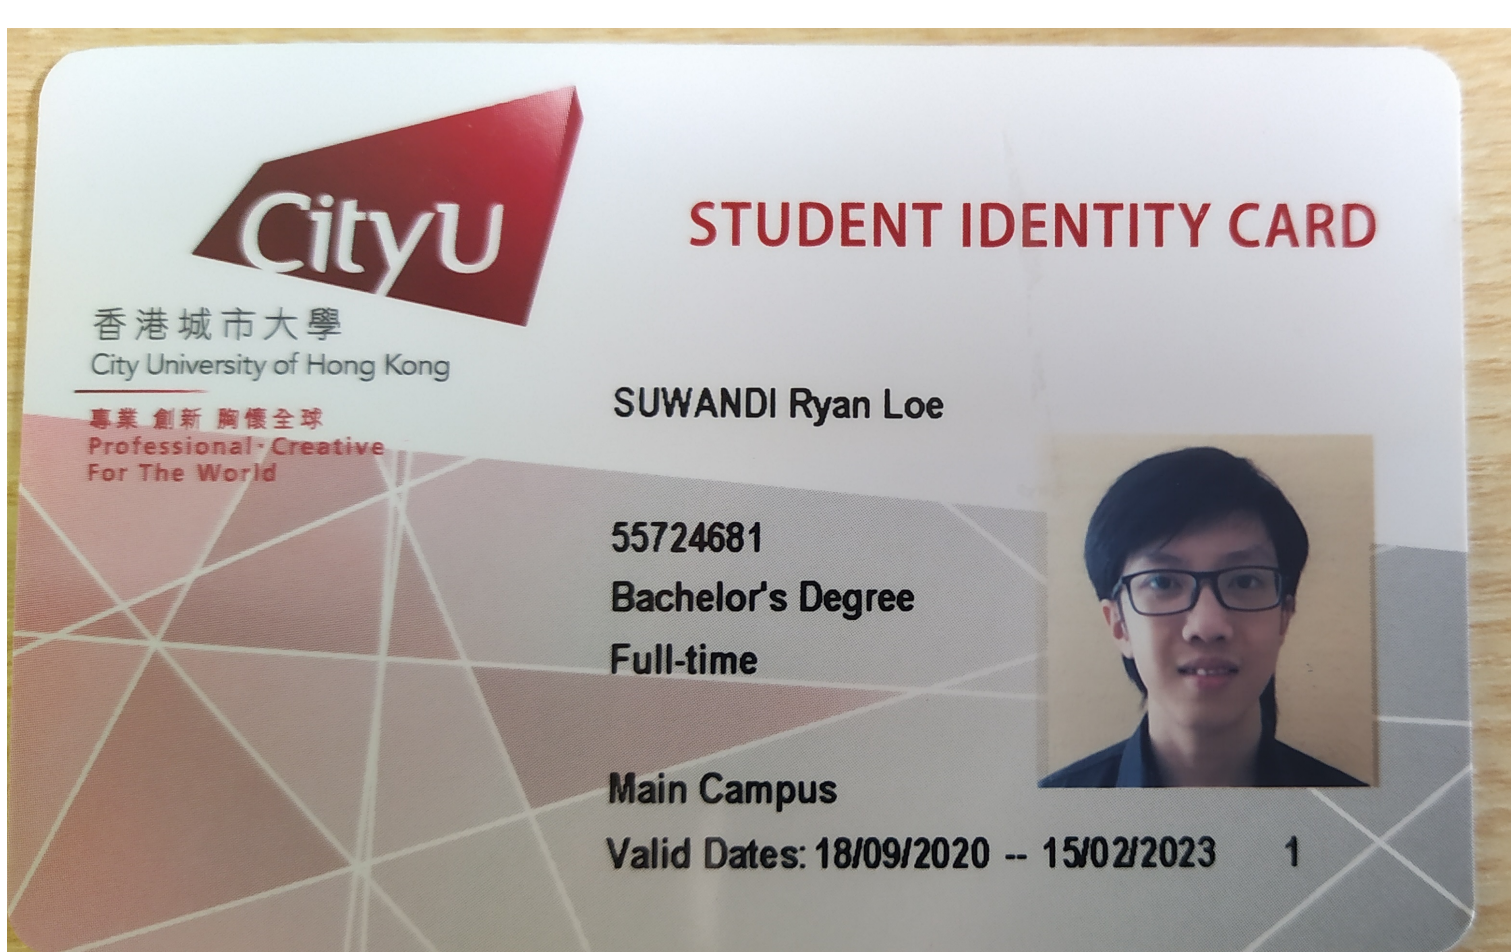 CityU
STUDENT IDENTITY CARD
香港城市大學
City University of Hong Kong
專業 創新 胸懷全球
Professional·Creative
For The World
SUWANDI Ryan Loe
55724681
Bachelor's Degree
Full-time
Main Campus
Valid Dates: 18/09/2020 -- 15/02/2023 1